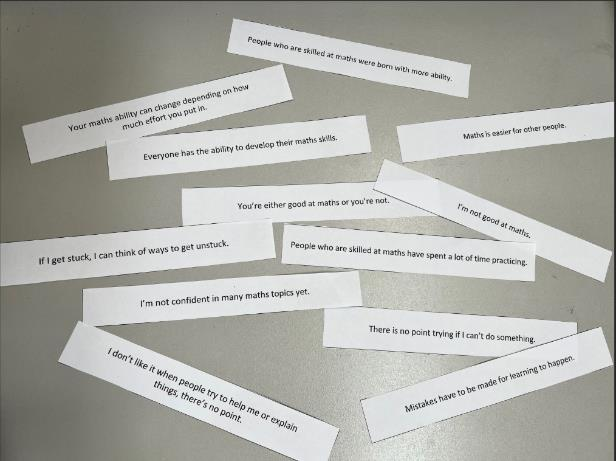 People who are skilled at maths were born with more ability.
Your maths ability can change depending on how
much effort you put in.
Everyone has the ability to develop their maths skills.
Maths is easier for other people.
You're either good at maths or you're not.
I'm not good at maths.
If I get stuck, I can think of ways to get unstuck.
People who are skilled at maths have spent a lot of time practicing.
I'm not confident in many maths topics yet.
There is no point trying if I can't do something.
I don't like it when people try to help me or explain
things, there's no point.
Mistakes have to be made for learning to happen.